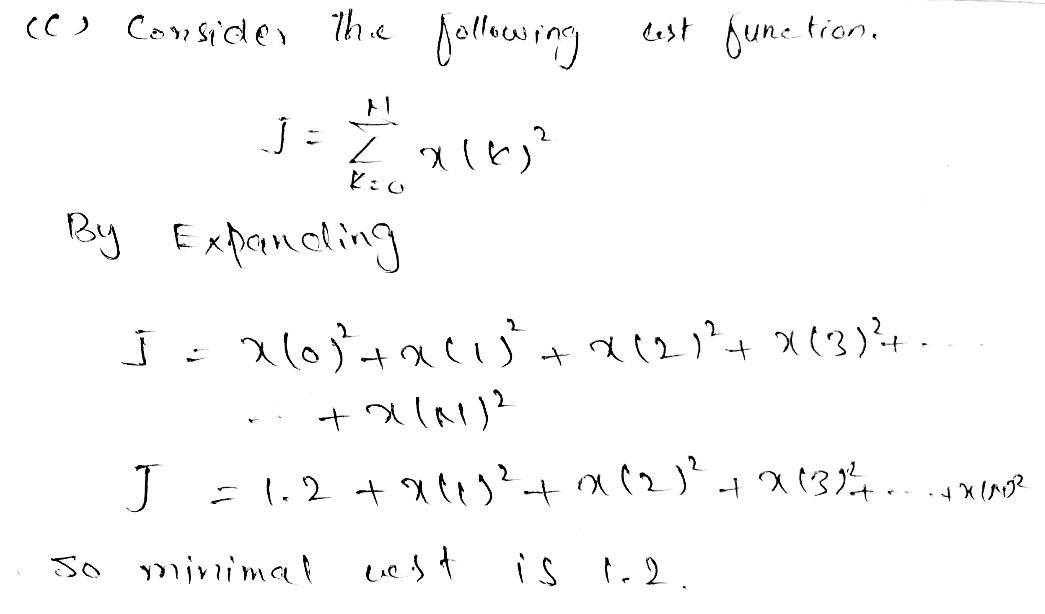 (C) Consider the following cost function.
J = N Σ k=0 x(k)²
By Expanding
J = x(0)² + x(1)² + x(2)² + x(3)² + ....
... + x(N)²
J = 1.2 + x(1)² + x(2)² + x(3)² + .... + x(N)²
so minimal cost is 1.2.